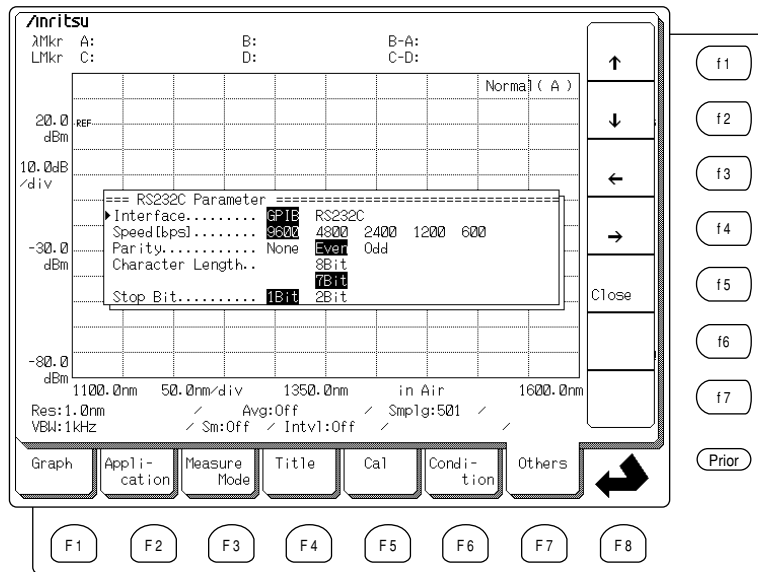 Anritsu
λMkr A: B: B-A:
LMkr C: D: C-D:
Normal( A )
20.0 REF
dBm
10.0dB
/div
=== RS232C Parameter ===
Interface......... GPIB RS232C
Speed[bps]........ 9600 4800 2400 1200 600
Parity............ None Even Odd
Character Length.. 8Bit
7Bit
Stop Bit.......... 1Bit 2Bit
-30.0
dBm
-80.0
dBm
1100.0nm 50.0nm/div 1350.0nm in Air 1600.0nm
Res:1.0nm / Avg:Off / Smplg:501 /
VBW:1kHz / Sm:Off / Intvl:Off / /
↑
↓
←
→
Close
f1
f2
f3
f4
f5
f6
f7
Prior
Graph
Appli-
cation
Measure
Mode
Title
Cal
Condi-
tion
Others
F1 F2 F3 F4 F5 F6 F7 F8